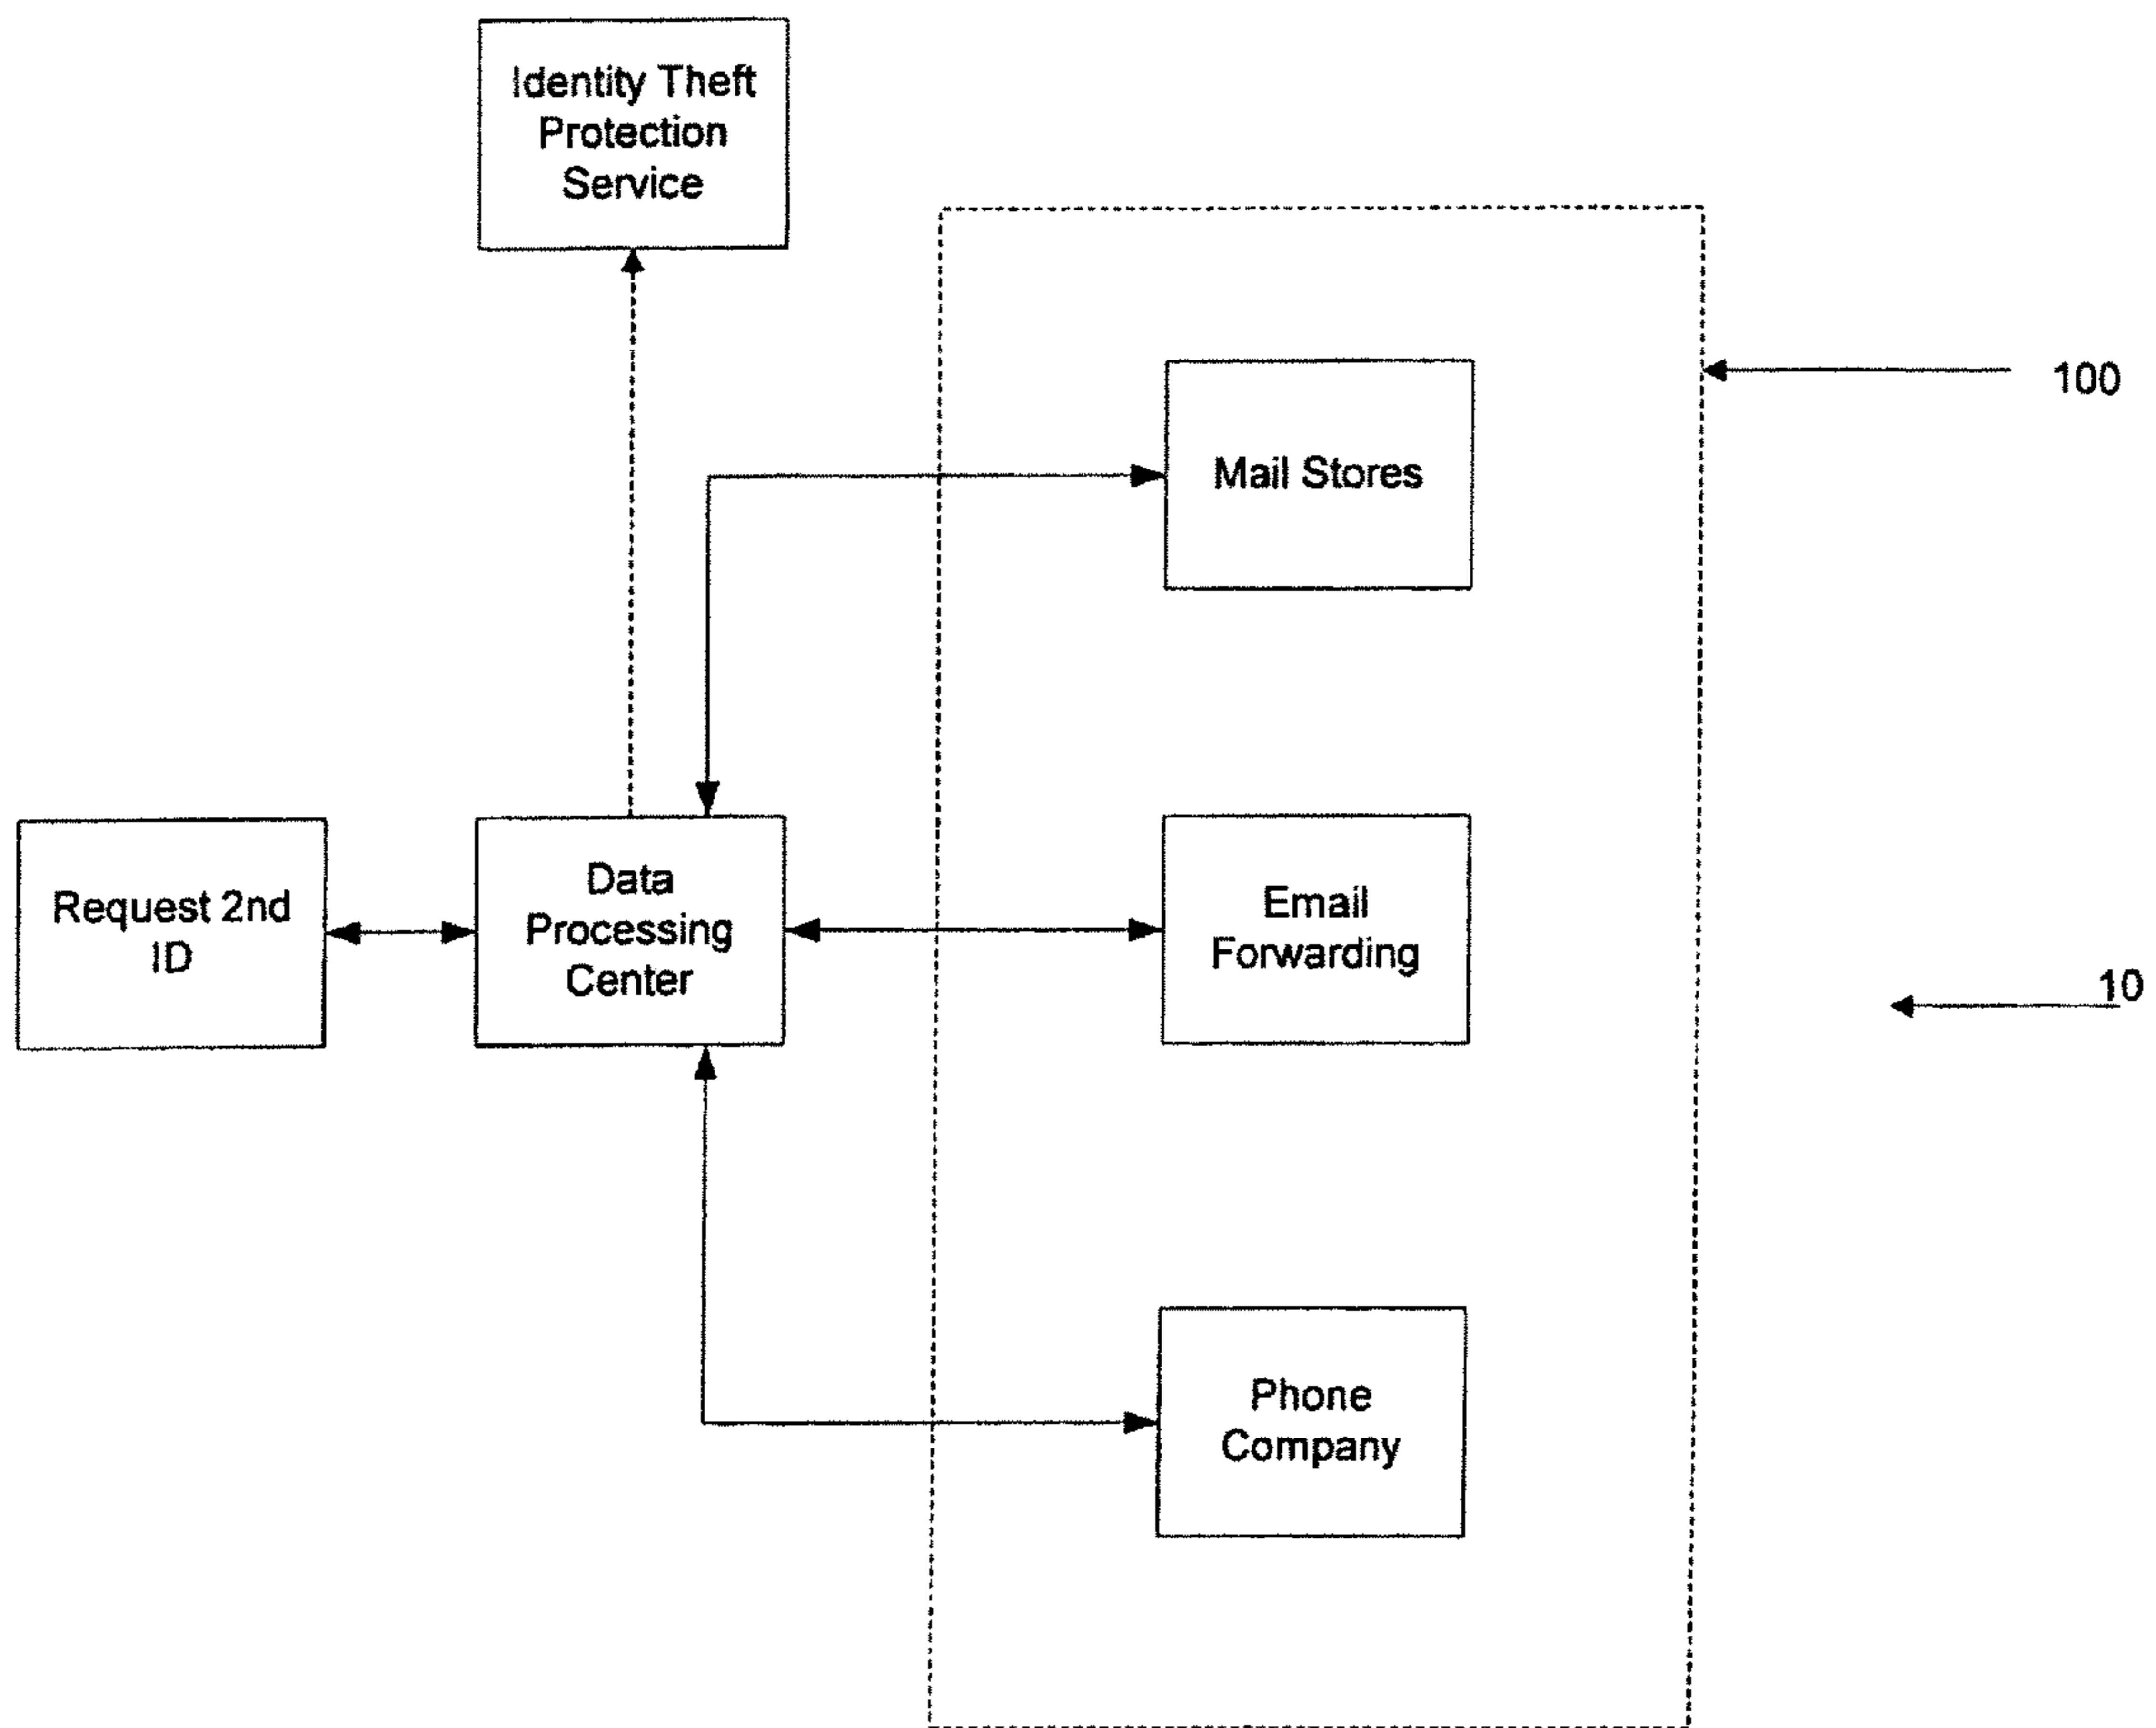 Identity Theft
Protection
Service
100
Mail Stores
Request 2nd
ID
Data
Processing
Center
Email
Forwarding
10
Phone
Company